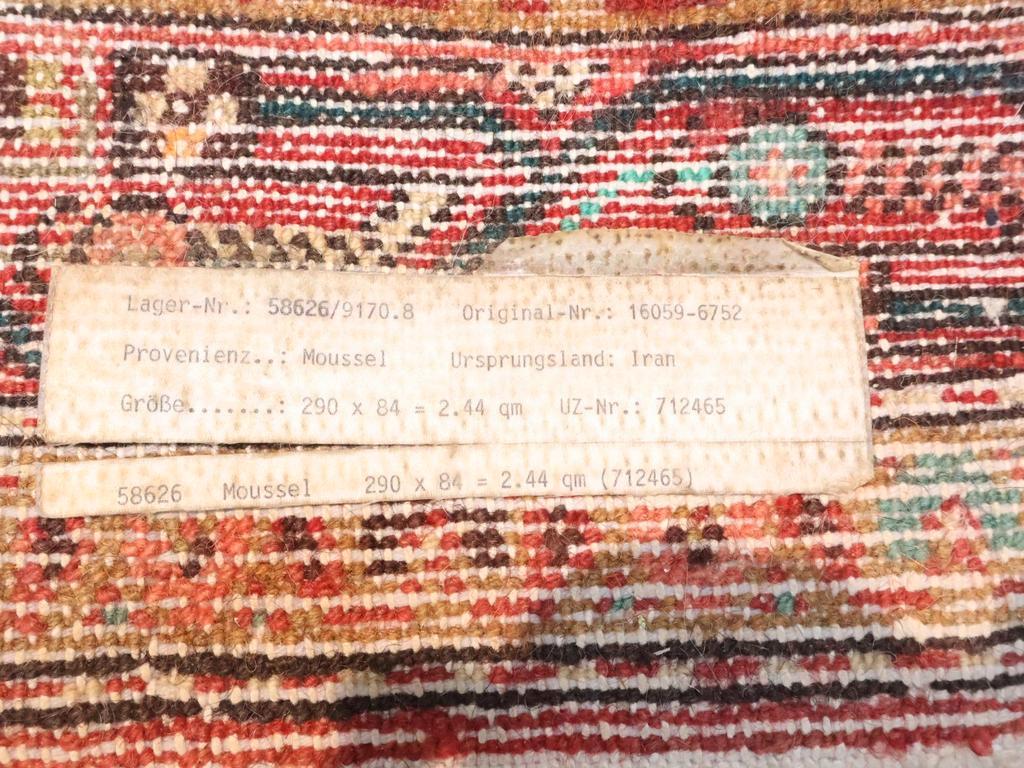 Lager-Nr.: 58626/9170.8 Original-Nr.: 16059-6752
Provenienz..: Moussel Ursprungsland: Iran
Größe.......: 290 x 84 = 2.44 qm UZ-Nr.: 712465
58626 Moussel 290 x 84 = 2.44 qm (712465)